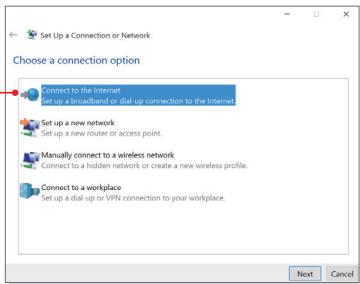 Set Up a Connection or Network
Choose a connection option
Connect to the Internet
Set up a broadband or dial-up connection to the Internet.
Set up a new network
Set up a new router or access point.
Manually connect to a wireless network
Connect to a hidden network or create a new wireless profile.
Connect to a workplace
Set up a dial-up or VPN connection to your workplace.
Next Cancel